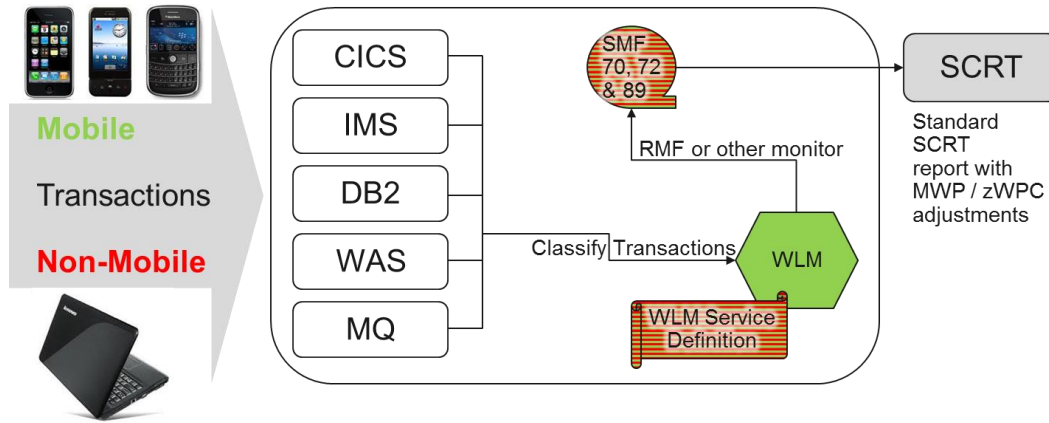 Mobile
Transactions
Non-Mobile
CICS
IMS
DB2
WAS
MQ
SMF
70, 72
& 89
RMF or other monitor
Classify Transactions
WLM
WLM Service
Definition
SCRT
Standard
SCRT
report with
MWP / zWPC
adjustments